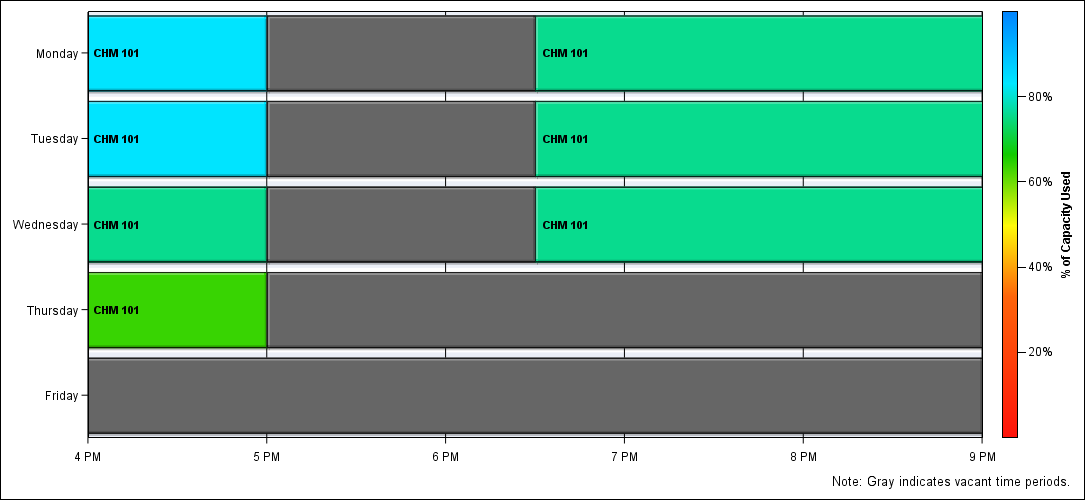 Monday
CHM 101
CHM 101
Tuesday
CHM 101
CHM 101
Wednesday
CHM 101
CHM 101
Thursday
CHM 101
Friday
4 PM
5 PM
6 PM
7 PM
8 PM
9 PM
80%
60%
40%
20%
% of Capacity Used
Note: Gray indicates vacant time periods.